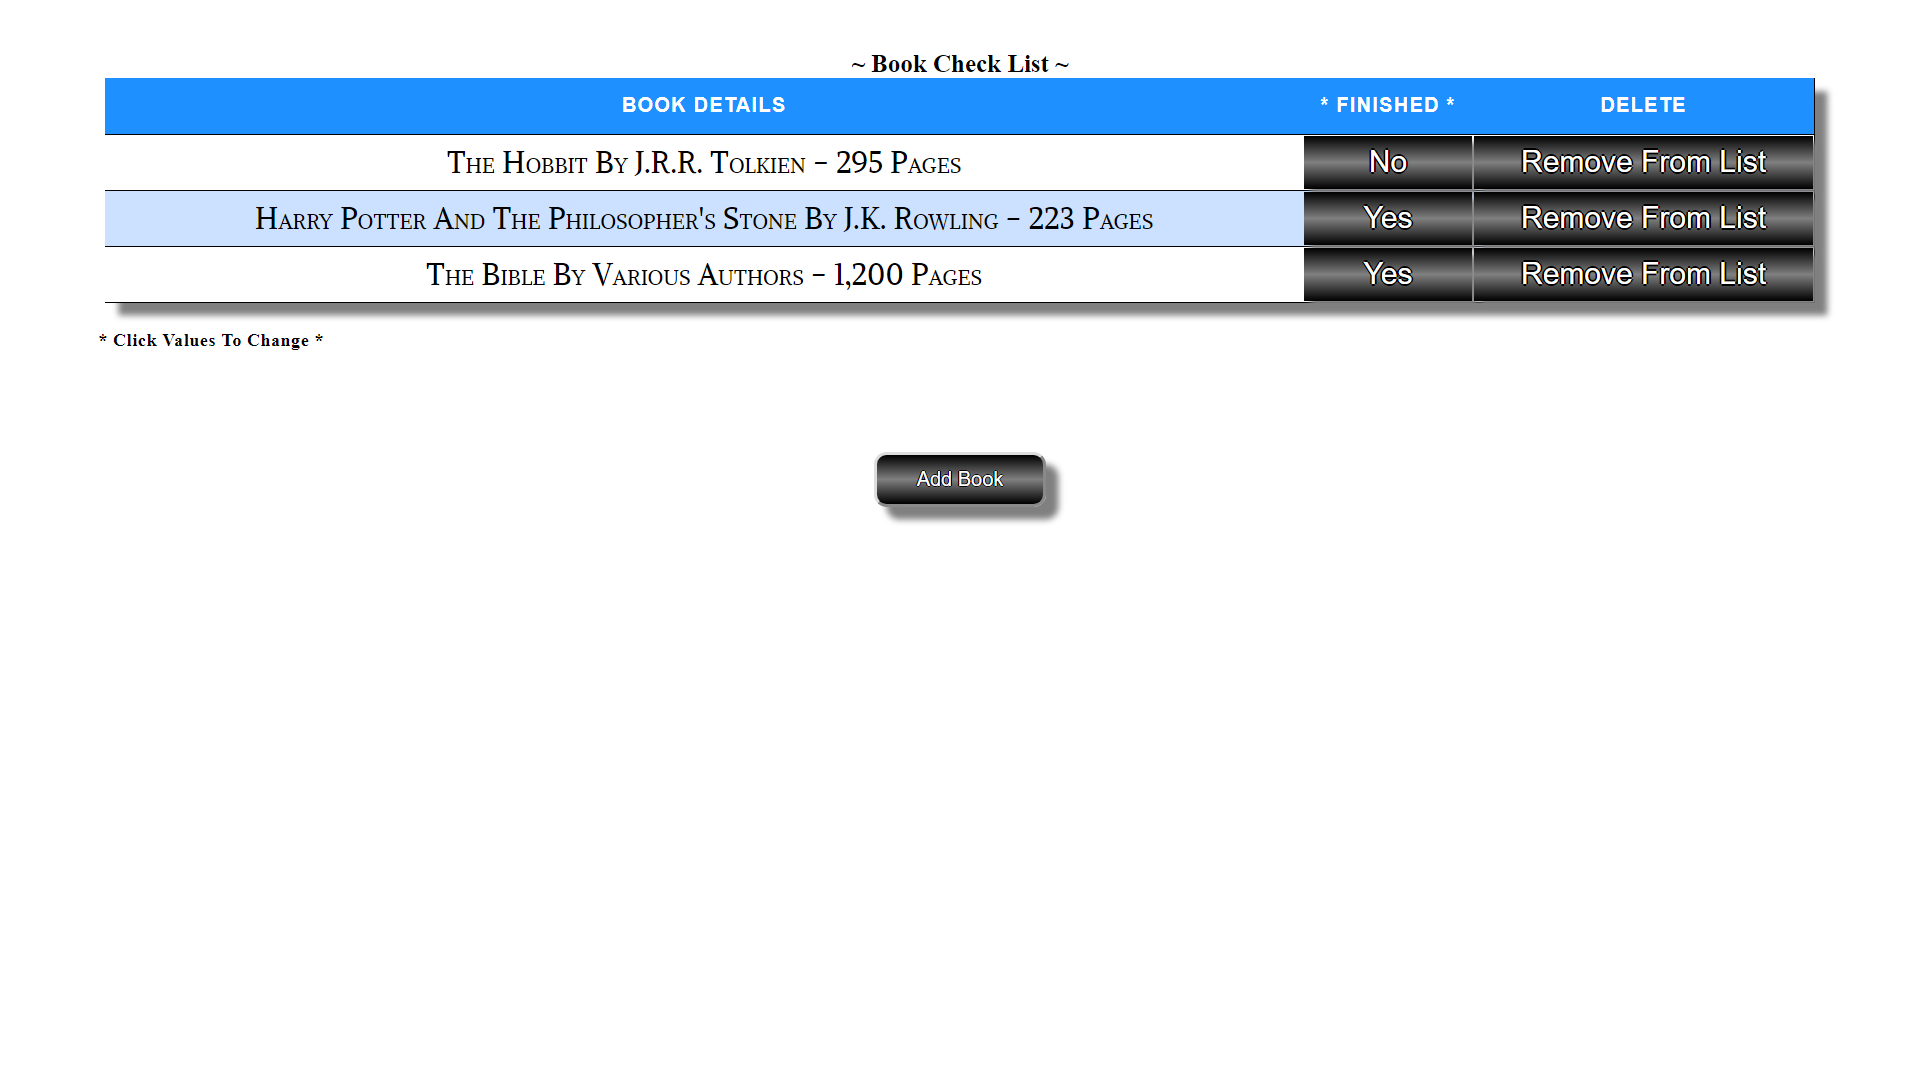 ~ Book Check List ~
BOOK DETAILS * FINISHED * DELETE
The Hobbit By J.R.R. Tolkien - 295 Pages No Remove From List
Harry Potter And The Philosopher's Stone By J.K. Rowling - 223 Pages Yes Remove From List
The Bible By Various Authors - 1,200 Pages Yes Remove From List
* Click Values To Change *
Add Book